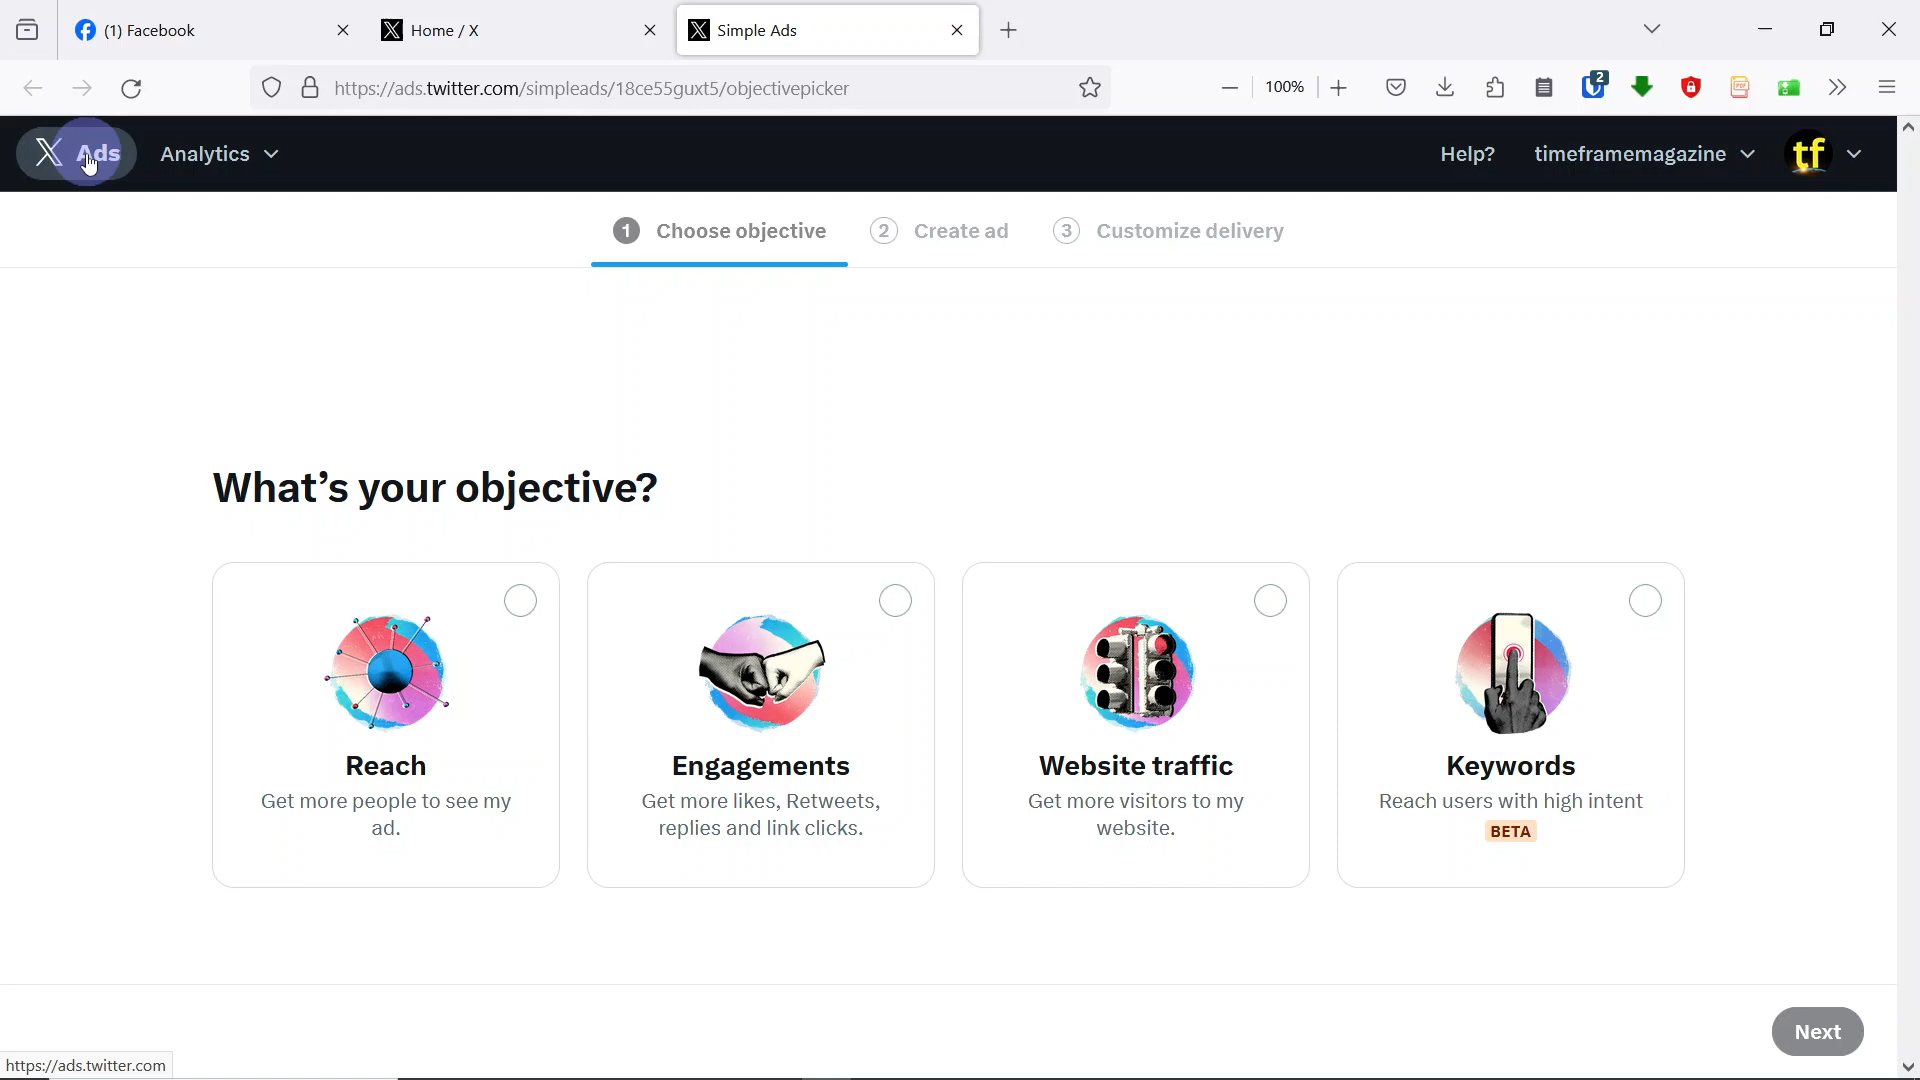 (1) Facebook
Home / X
Simple Ads
https://ads.twitter.com/simpleads/18ce55guxt5/objectivepicker
100%
2
X Ads
Analytics
Help?
timeframemagazine
tf
1 Choose objective
2 Create ad
3 Customize delivery
What's your objective?
Reach
Get more people to see my
ad.
Engagements
Get more likes, Retweets,
replies and link clicks.
Website traffic
Get more visitors to my
website.
Keywords
Reach users with high intent
BETA
Next
https://ads.twitter.com